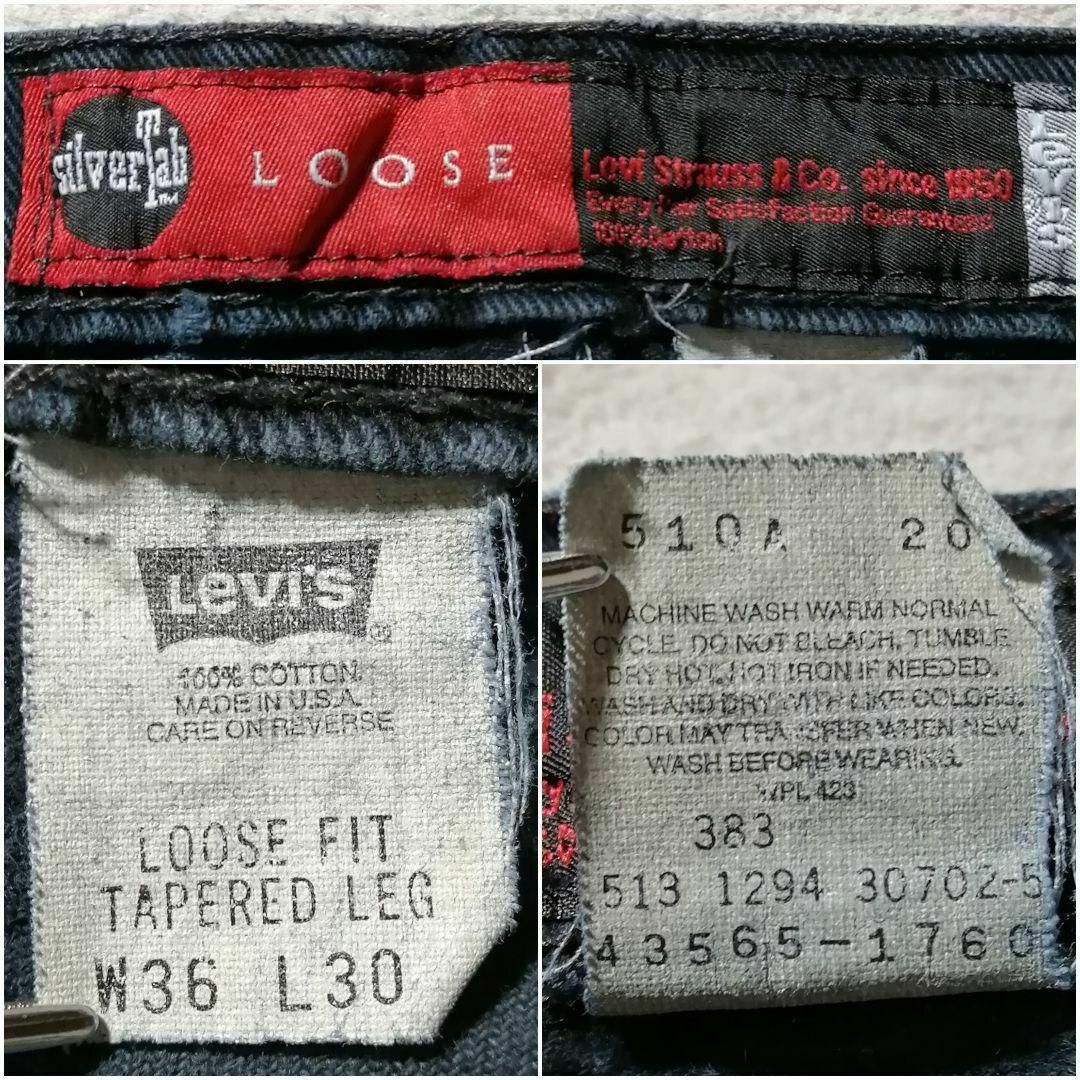 silverTab™
LOOSE
Levi Strauss & Co. since 1850
Every Pair Satisfaction Guaranteed
100% Cotton
Levi's
Levi's®
100% COTTON
MADE IN U.S.A.
CARE ON REVERSE
LOOSE FIT
TAPERED LEG
W36 L30
510A 20
MACHINE WASH WARM NORMAL
CYCLE. DO NOT BLEACH. TUMBLE
DRY HOT. HOT IRON IF NEEDED.
WASH AND DRY WITH LIKE COLORS.
COLOR MAY TRANSFER WHEN NEW.
WASH BEFORE WEARING.
WPL 423
383
513 1294 30702-5
43565-1760